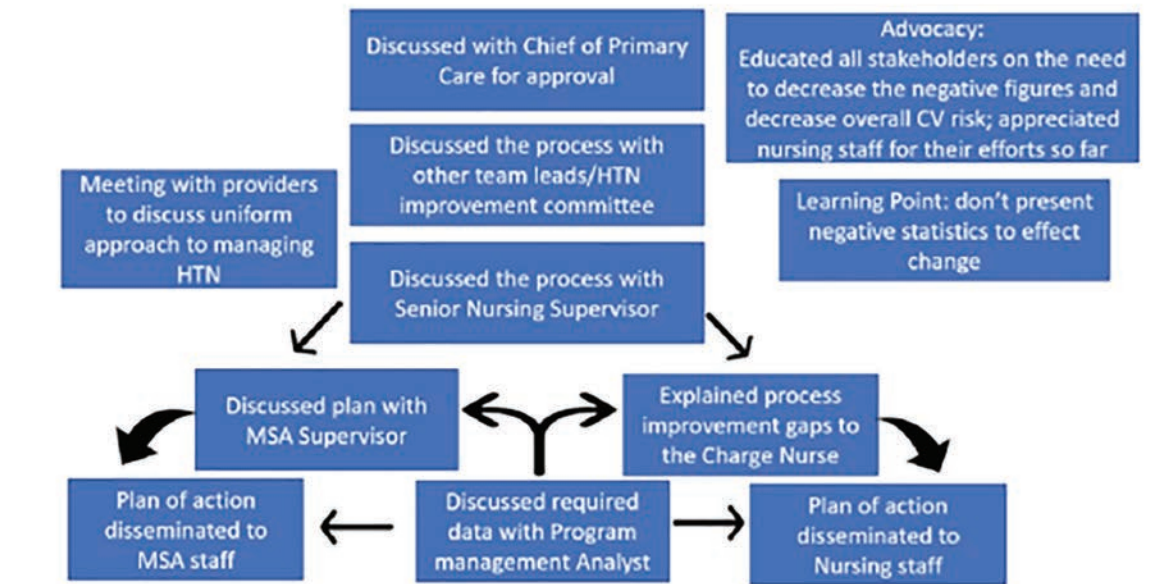 Discussed with Chief of Primary
Care for approval
Advocacy:
Educated all stakeholders on the need
to decrease the negative figures and
decrease overall CV risk; appreciated
nursing staff for their efforts so far
Discussed the process with
other team leads/HTN
improvement committee
Meeting with providers
to discuss uniform
approach to managing
HTN
Learning Point: don't present
negative statistics to effect
change
Discussed the process with
Senior Nursing Supervisor
Discussed plan with
MSA Supervisor
Explained process
improvement gaps to
the Charge Nurse
Plan of action
disseminated to
MSA staff
Discussed required
data with Program
management Analyst
Plan of action
disseminated to
Nursing staff